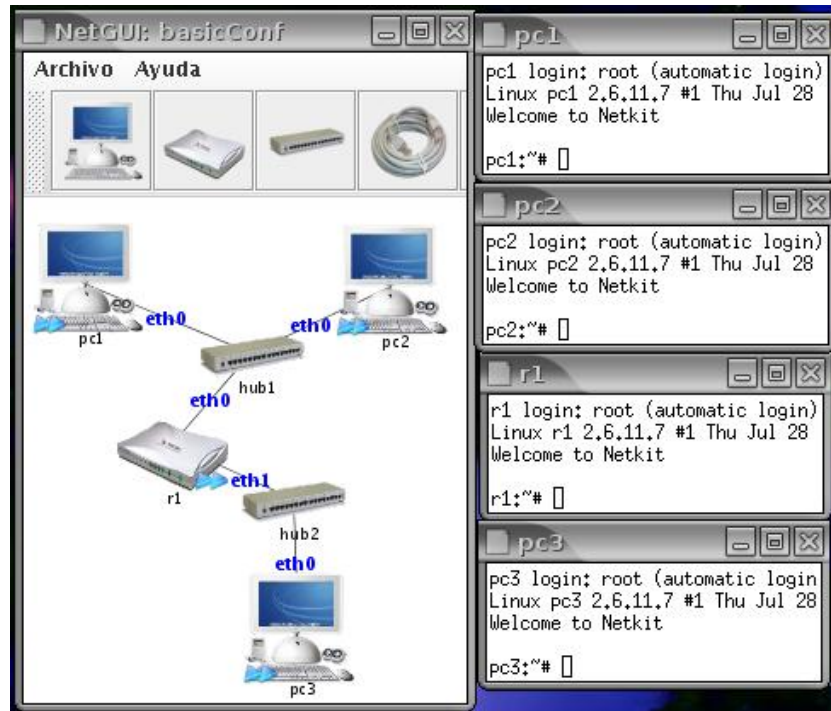 NetGUI: basicConf
Archivo Ayuda
pc1
eth0
pc2
eth0
hub1
eth0
r1
eth1
hub2
eth0
pc3
pc1
pc1 login: root (automatic login)
Linux pc1 2.6.11.7 #1 Thu Jul 28
Welcome to Netkit
pc1:~#
pc2
pc2 login: root (automatic login)
Linux pc2 2.6.11.7 #1 Thu Jul 28
Welcome to Netkit
pc2:~#
r1
r1 login: root (automatic login)
Linux r1 2.6.11.7 #1 Thu Jul 28
Welcome to Netkit
r1:~#
pc3
pc3 login: root (automatic login
Linux pc3 2.6.11.7 #1 Thu Jul 28
Welcome to Netkit
pc3:~#